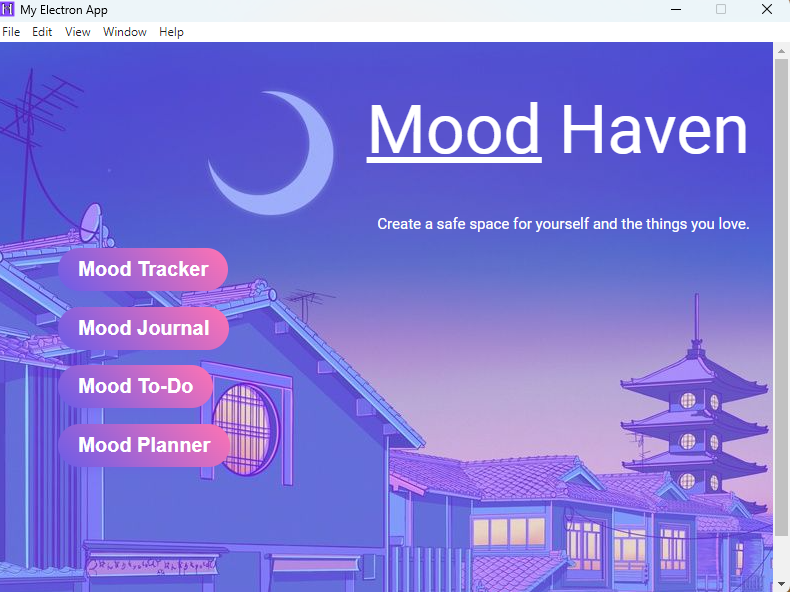 My Electron App
File Edit View Window Help
Mood Haven
Create a safe space for yourself and the things you love.
Mood Tracker
Mood Journal
Mood To-Do
Mood Planner